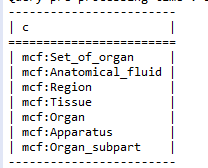 | c |
| mcf:Set_of_organ |
| mcf:Anatomical_fluid |
| mcf:Region |
| mcf:Tissue |
| mcf:Organ |
| mcf:Apparatus |
| mcf:Organ_subpart |